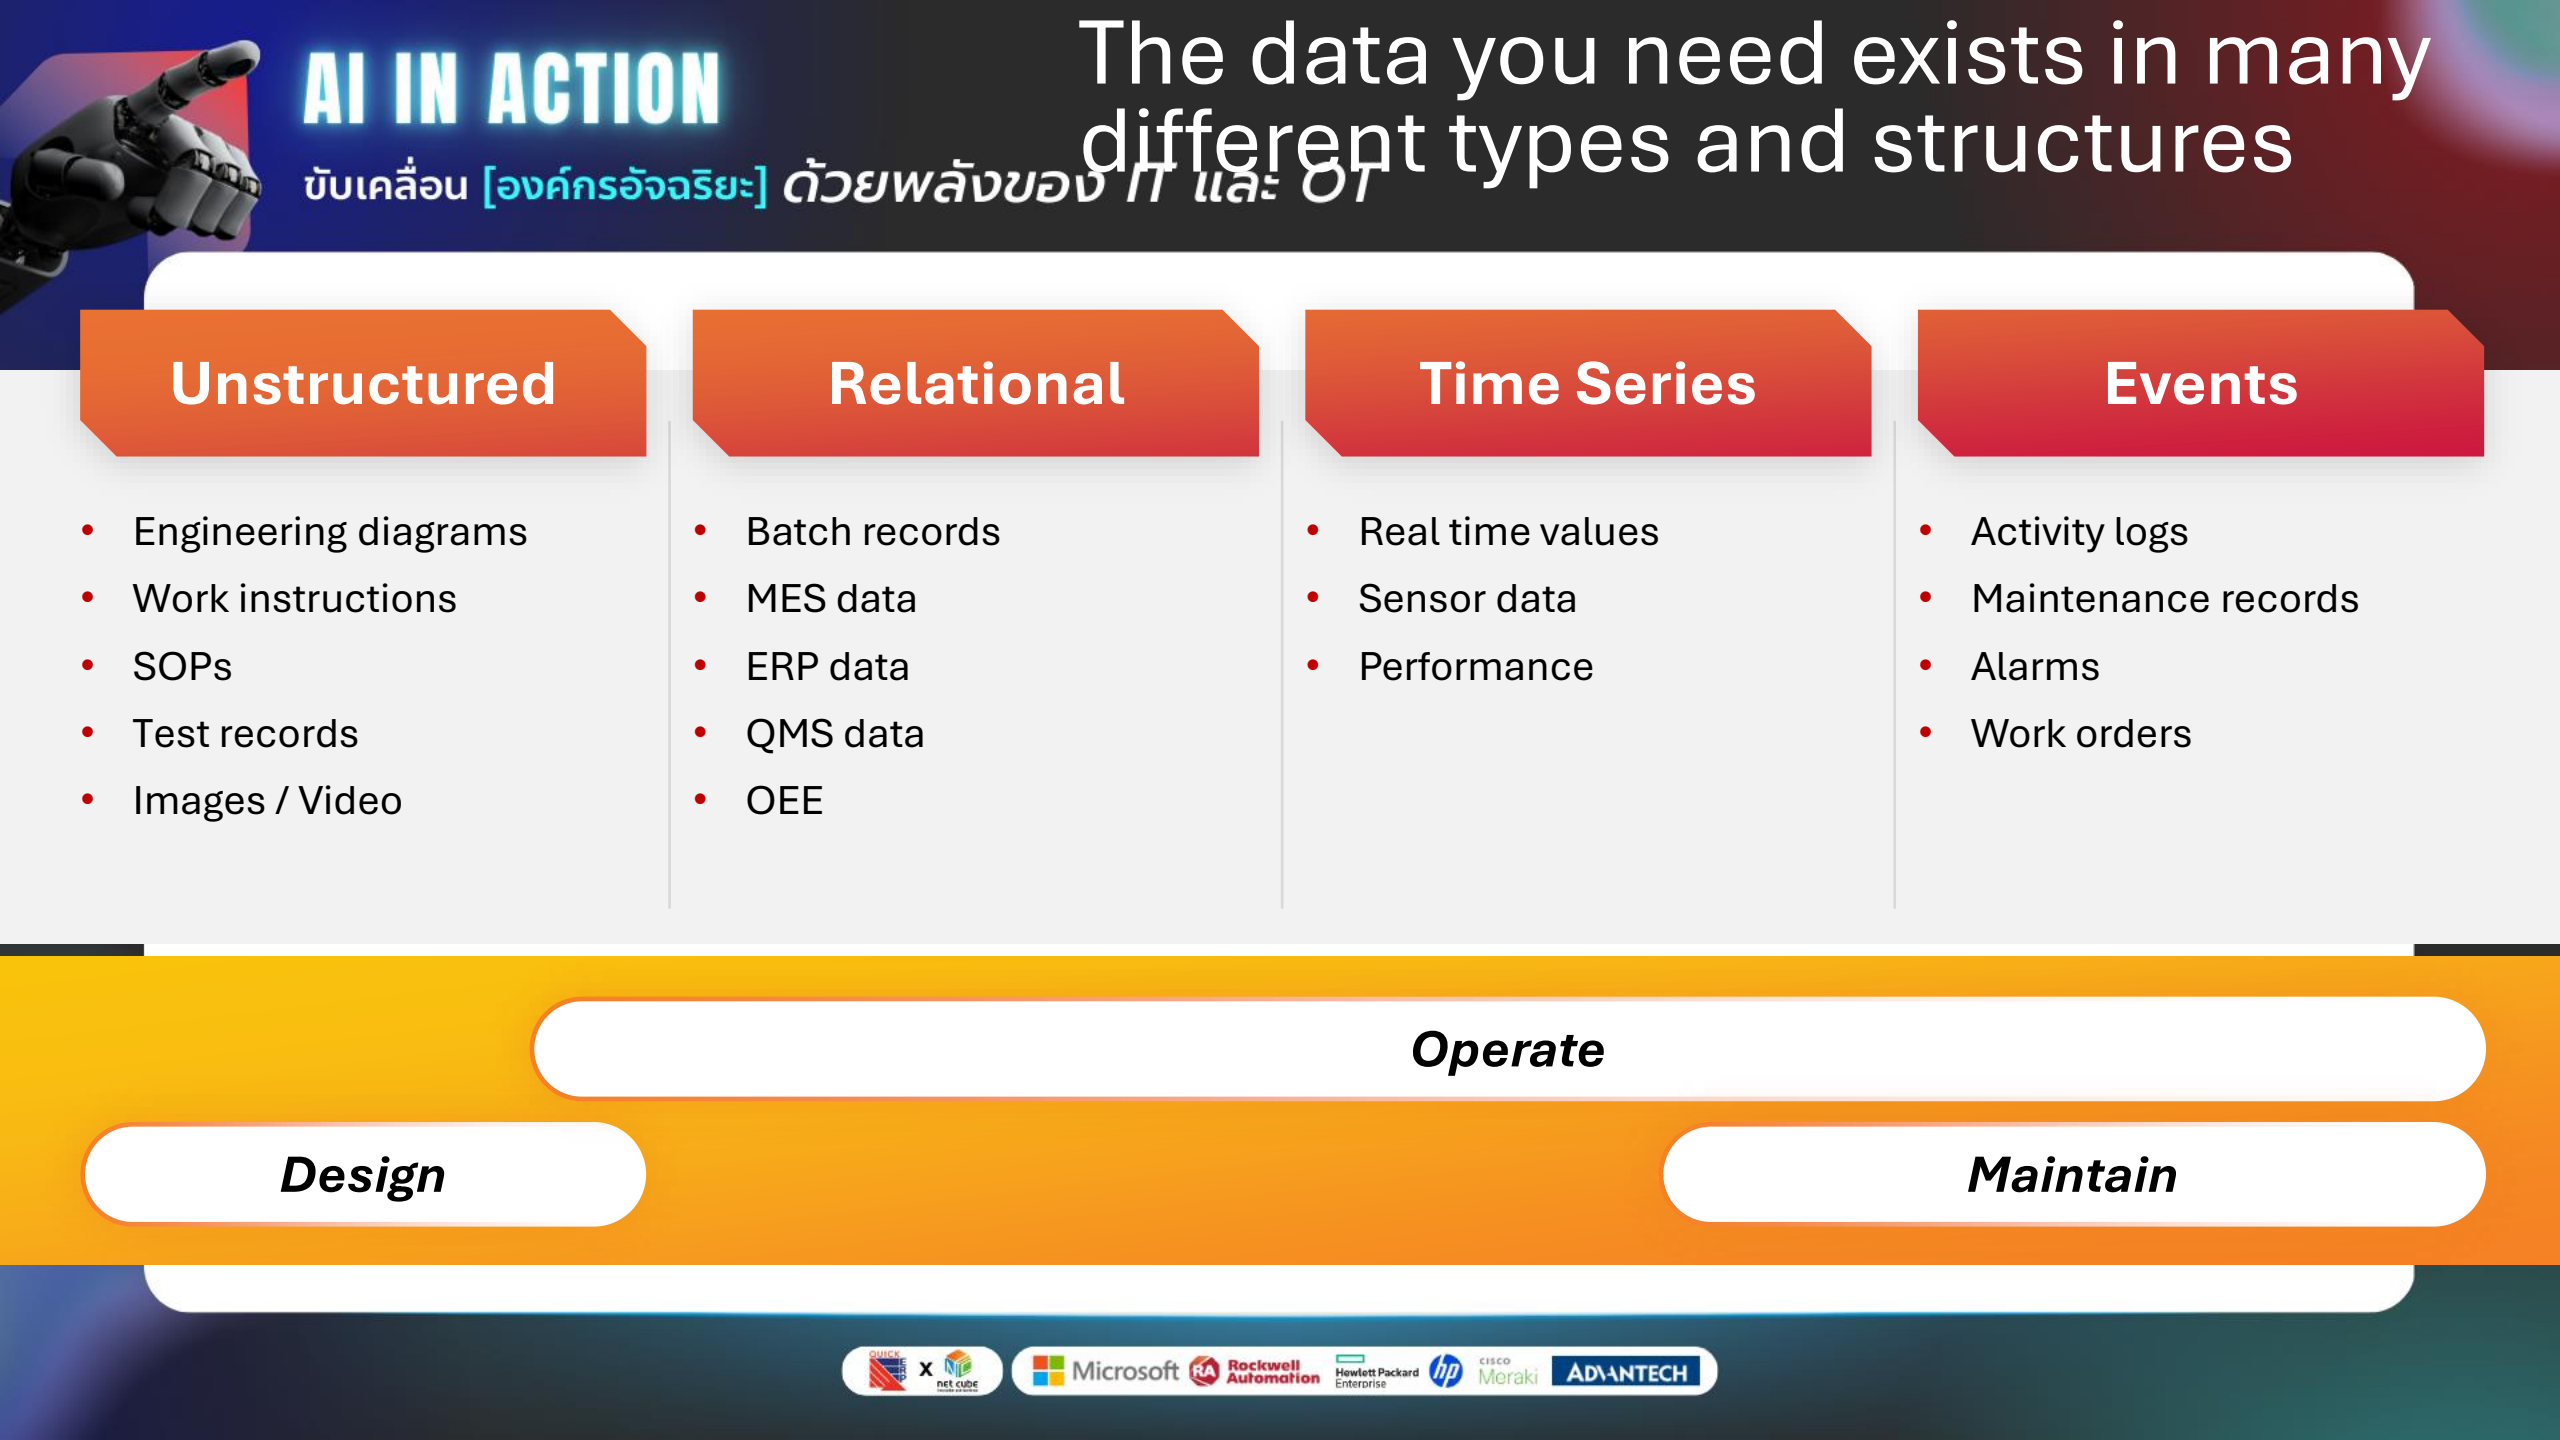 AI IN ACTION
ขับเคลื่อน [องค์กรอัจฉริยะ] ด้วยพลังของ IT และ OT
The data you need exists in many
different types and structures
Unstructured
• Engineering diagrams
• Work instructions
• SOPs
• Test records
• Images / Video
Relational
• Batch records
• MES data
• ERP data
• QMS data
• OEE
Time Series
• Real time values
• Sensor data
• Performance
Events
• Activity logs
• Maintenance records
• Alarms
• Work orders
Operate
Design
Maintain
QUICK
ERP
X
net cube
Microsoft
RA
Rockwell
Automation
Hewlett Packard
Enterprise
hp
CISCO
Meraki
ADVANTECH